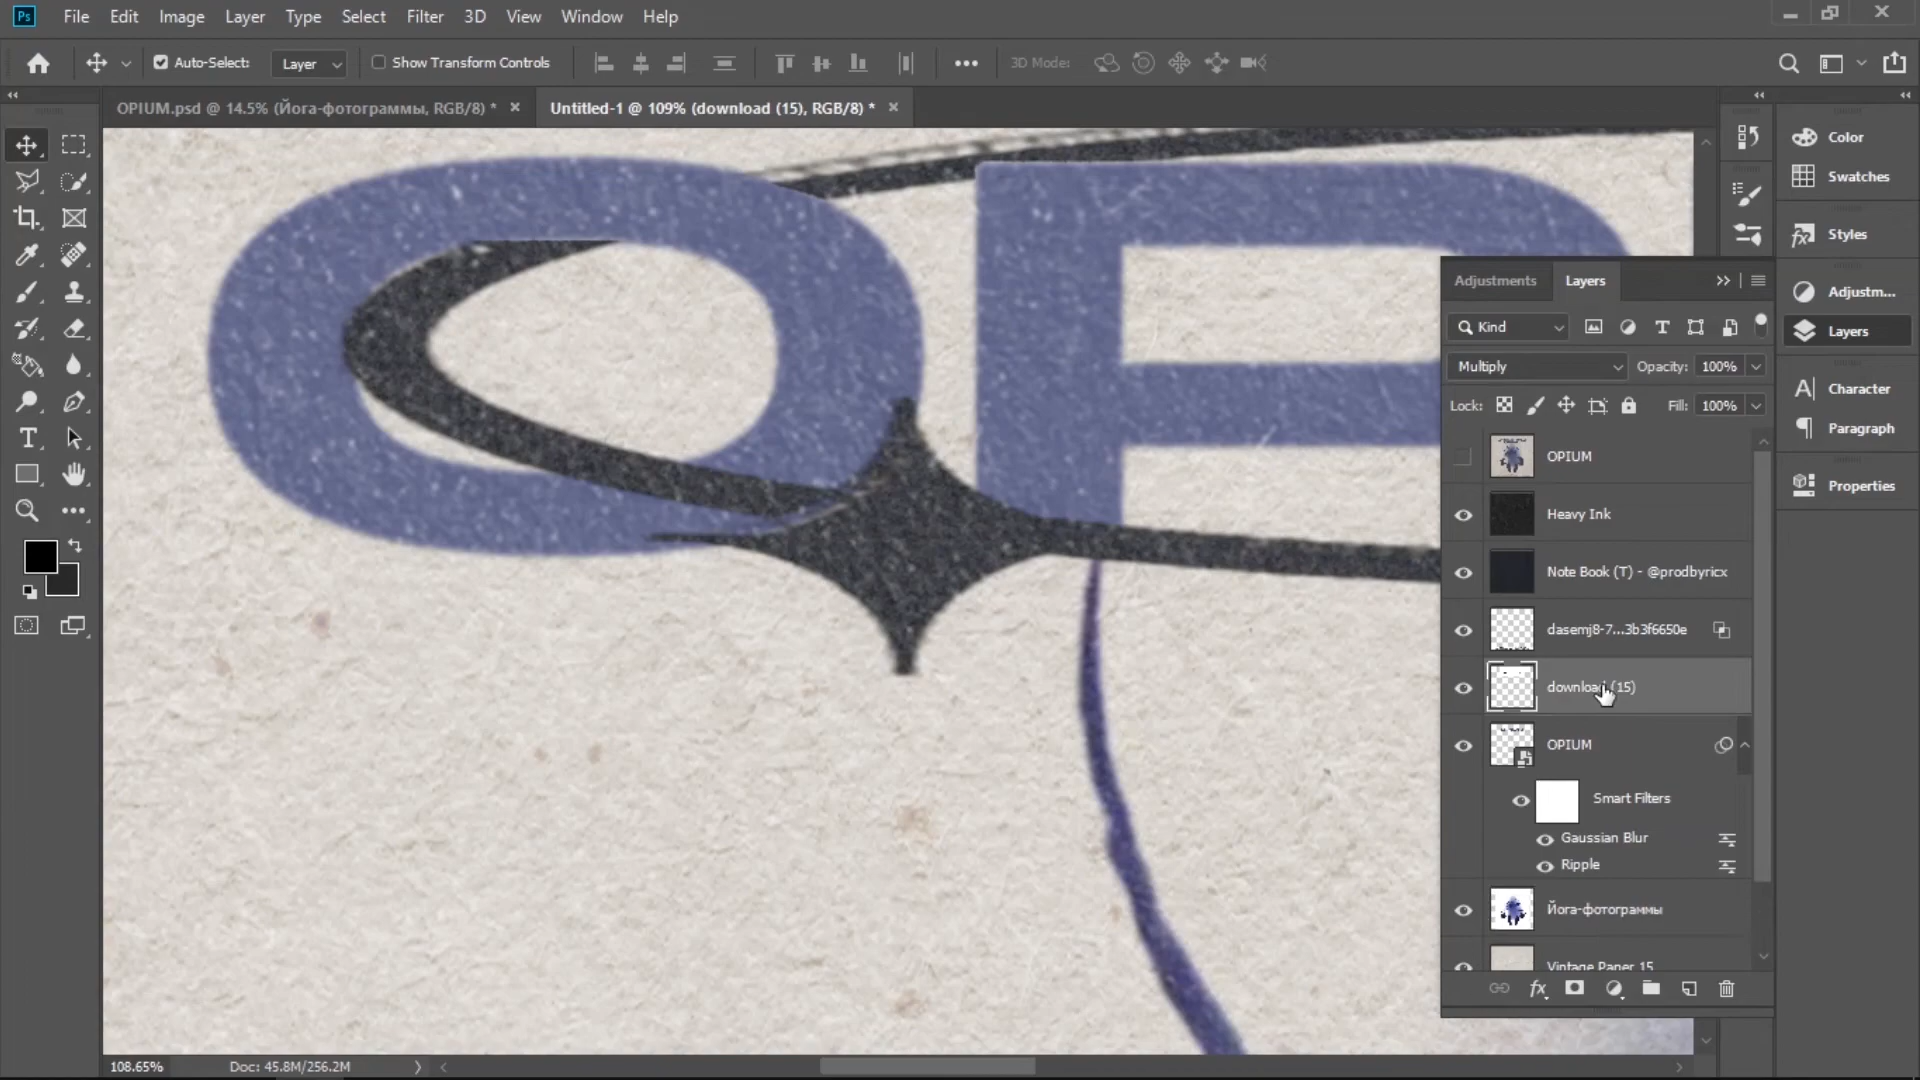 Ps File Edit Image Layer Type Select Filter 3D View Window Help
Auto-Select: Layer Show Transform Controls 3D Mode:
OPIUM.psd @ 14.5% (Йога-фотограммы, RGB/8) * Untitled-1 @ 109% (download (15), RGB/8) *
Color
Swatches
Styles
Adjustm...
Layers
Character
Paragraph
Properties
Adjustments Layers
Kind
Multiply Opacity: 100%
Lock: Fill: 100%
OPIUM
Heavy Ink
Note Book (T) - @prodbyricx
dasemj8-7...3b3f6650e
download (15)
OPIUM
Smart Filters
Gaussian Blur
Ripple
Йога-фотограммы
Vintage Paper 15
fx
OP
108.65% Doc: 45.8M/256.2M